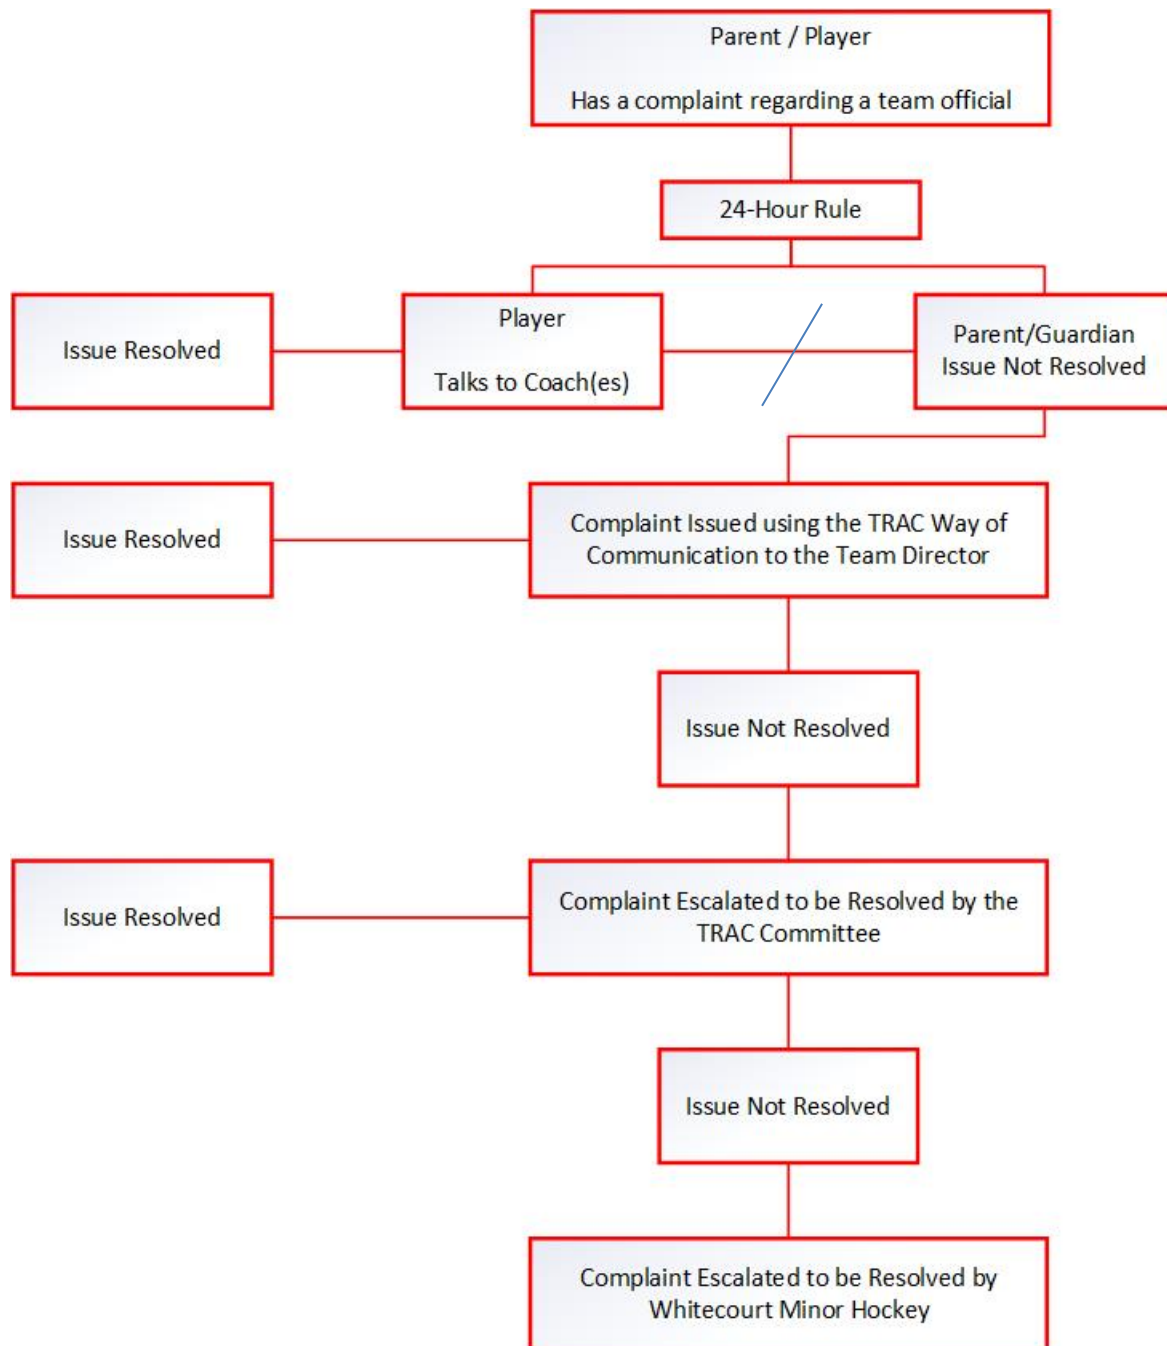 Parent / Player
Has a complaint regarding a team official
24-Hour Rule
Issue Resolved
Player
Talks to Coach(es)
Parent/Guardian
Issue Not Resolved
Issue Resolved
Complaint Issued using the TRAC Way of
Communication to the Team Director
Issue Not Resolved
Issue Resolved
Complaint Escalated to be Resolved by the
TRAC Committee
Issue Not Resolved
Complaint Escalated to be Resolved by
Whitecourt Minor Hockey